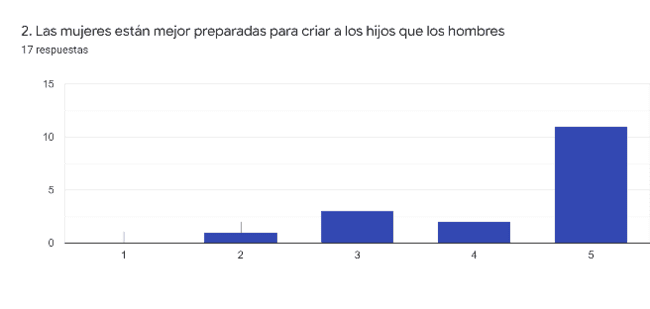 2. Las mujeres están mejor preparadas para criar a los hijos que los hombres
17 respuestas
15
10
5
0
1 2 3 4 5